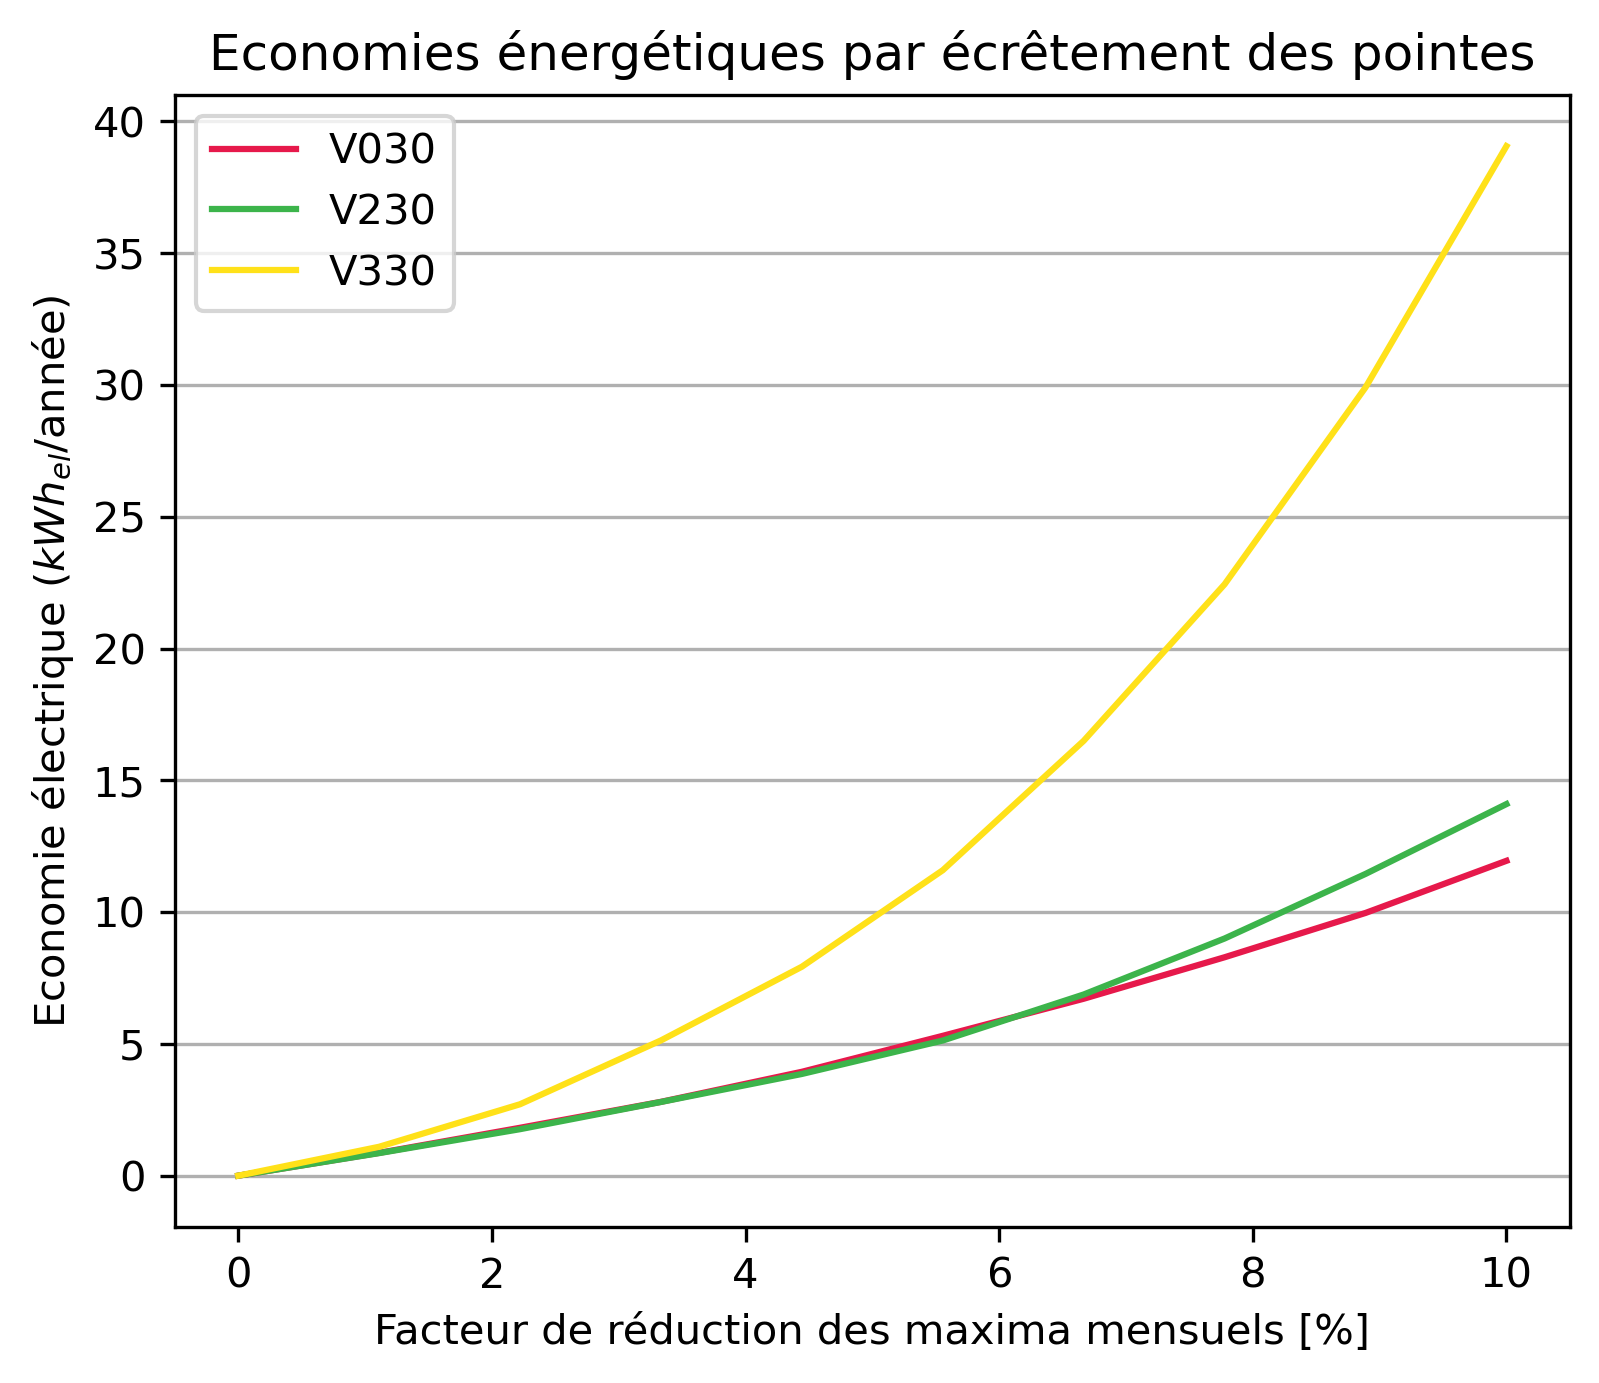 Economies énergétiques par écrêtement des pointes
40
35
30
25
20
15
10
5
0
V030
V230
V330
Economie électrique (kWh_el/année)
0 2 4 6 8 10
Facteur de réduction des maxima mensuels [%]